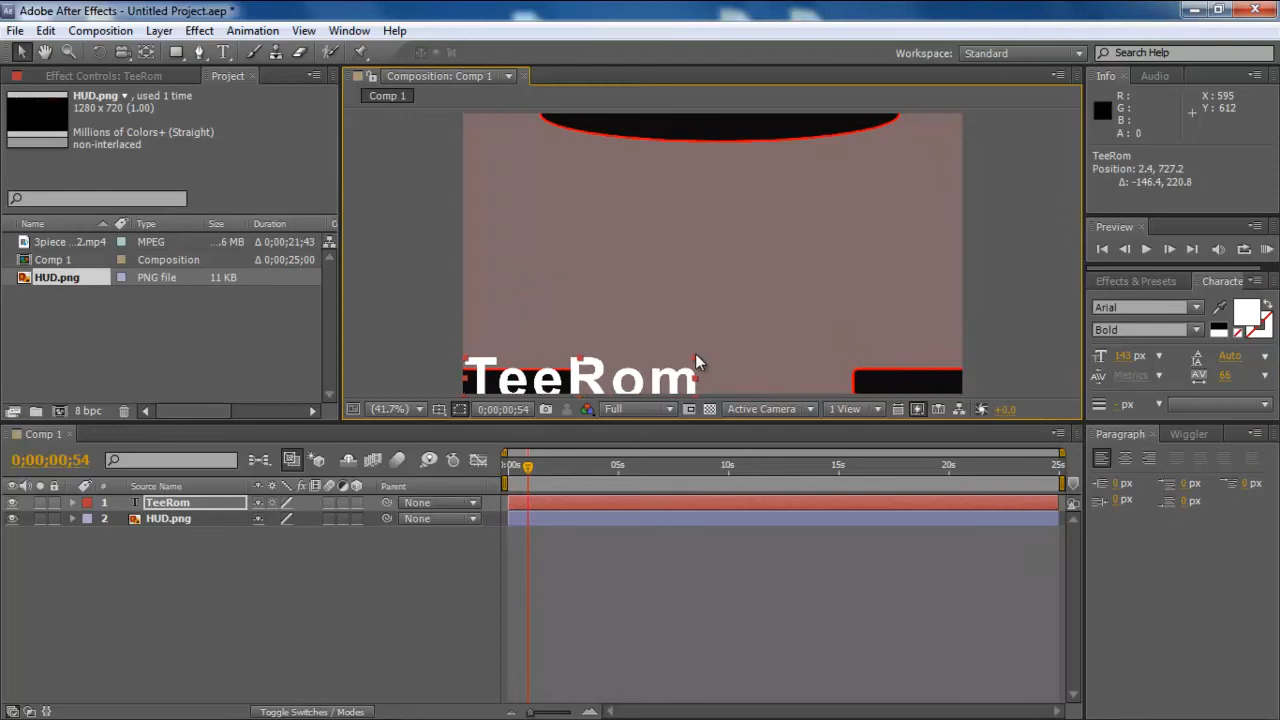 Adobe After Effects - Untitled Project.aep *
File Edit Composition Layer Effect Animation View Window Help
Workspace: Standard Search Help
Effect Controls: TeeRom Project Composition: Comp 1 Info Audio
HUD.png ▾, used 1 time
1280 x 720 (1.00)
Millions of Colors+ (Straight)
non-interlaced
Comp 1
R :
G :
B :
A : 0
X : 595
Y : 612
TeeRom
Position: 2.4, 727.2
Δ: -146.4, 220.8
Name Type Size Duration
3piece ...2.mp4 MPEG ....6 MB Δ 0;00;21;43
Comp 1 Composition Δ 0;00;25;00
HUD.png PNG file 11 KB
Preview
Effects & Presets Characte
Arial
Bold
143 px Auto
Metrics 66
- px
TeeRom
8 bpc
(41.7%) 0;00;00;54 Full Active Camera 1 View +0.0
Comp 1
Paragraph Wiggler
0;00;00;54
:00s 05s 10s 15s 20s 25s
0 px 0 px 0 px
0 px 0 px
# Source Name Parent
1 T TeeRom None
2 HUD.png None
Toggle Switches / Modes